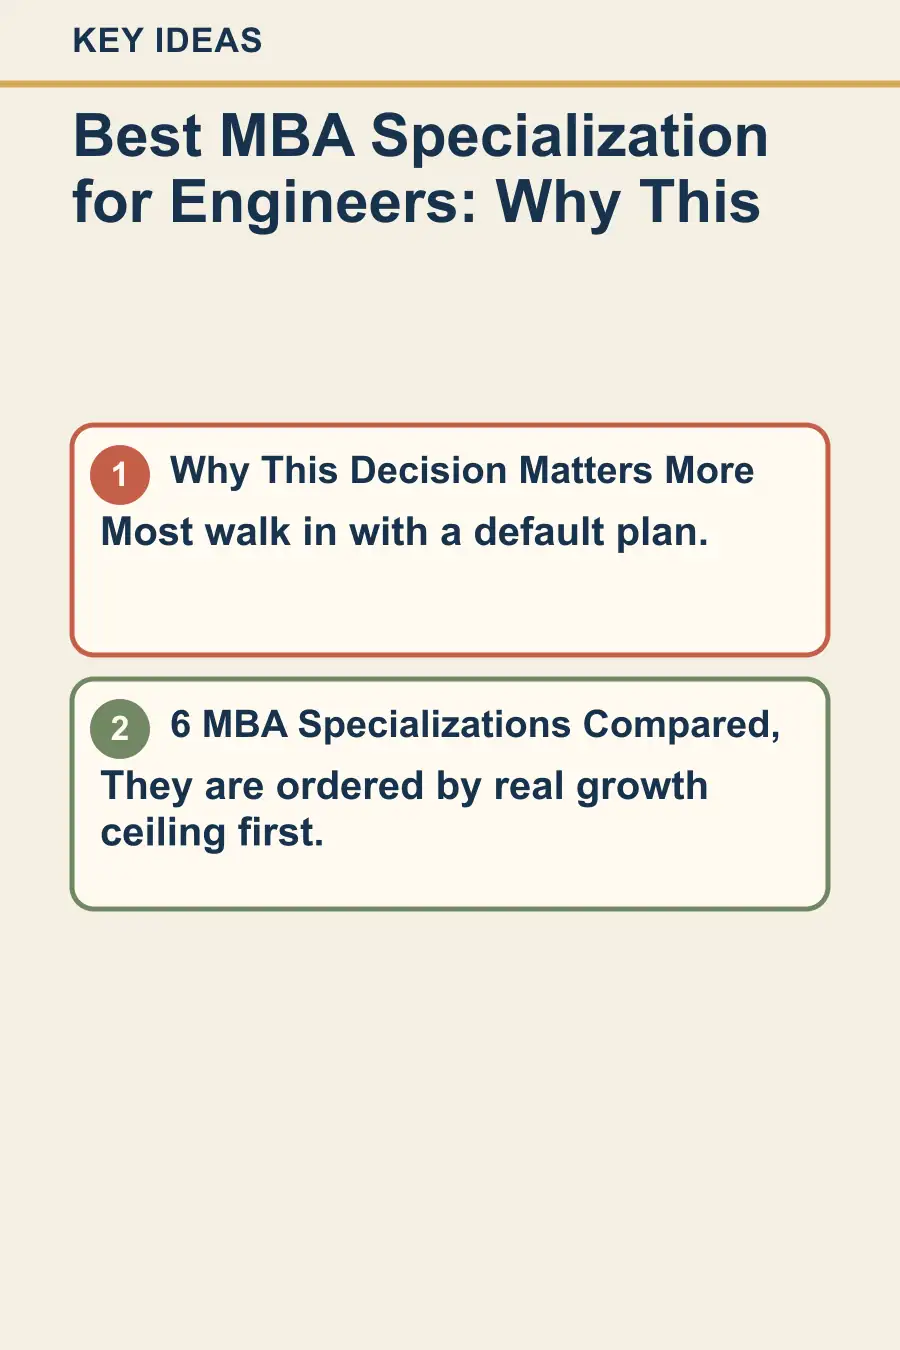 KEY IDEAS
Best MBA Specialization
for Engineers: Why This
1
Why This Decision Matters More
Most walk in with a default plan.
2
6 MBA Specializations Compared,
They are ordered by real growth
ceiling first.